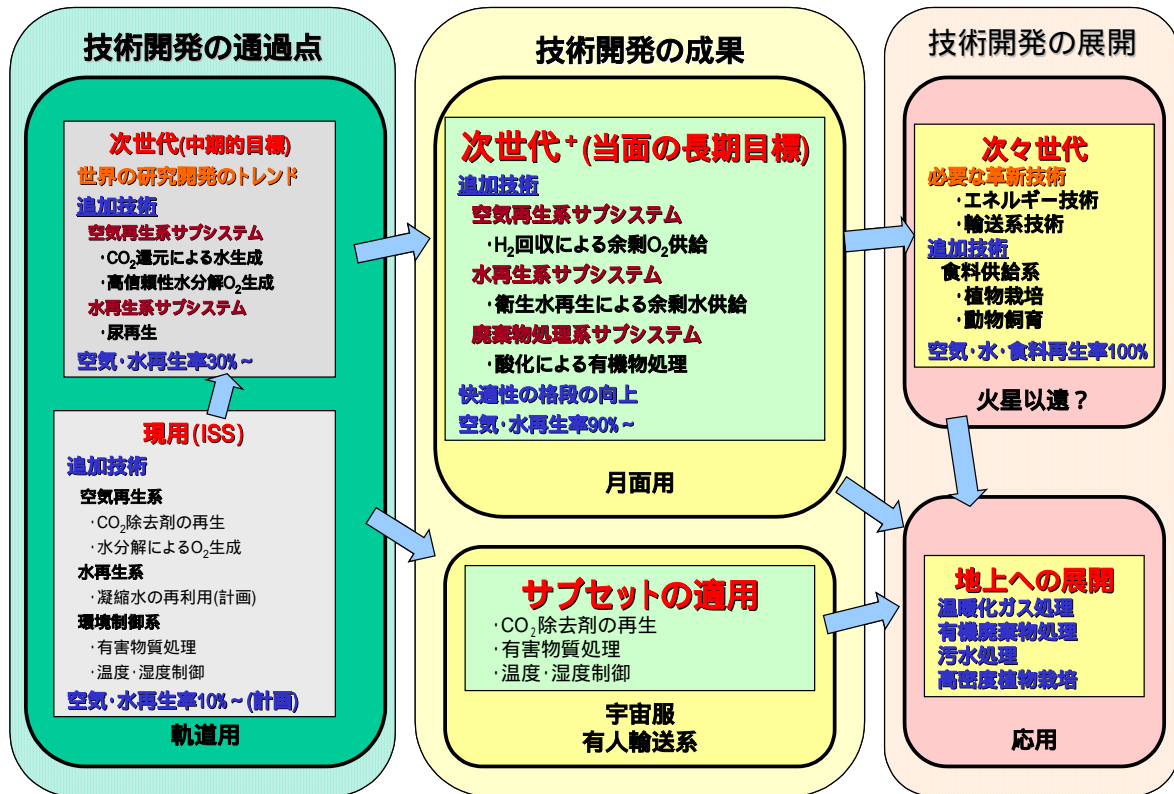 技術開発の通過点
次世代(中期的目標)
世界の研究開発のトレンド
追加技術
空気再生系サブシステム
・CO₂還元による水生成
・高信頼性水分解O₂生成
水再生系サブシステム
・尿再生
空気・水再生率30%~
現用(ISS)
追加技術
空気再生系
・CO₂除去剤の再生
・水分解によるO₂生成
水再生系
・凝縮水の再利用(計画)
環境制御系
・有害物質処理
・温度・湿度制御
空気・水再生率10%~(計画)
軌道用
技術開発の成果
次世代⁺(当面の長期目標)
追加技術
空気再生系サブシステム
・H₂回収による余剰O₂供給
水再生系サブシステム
・衛生水再生による余剰水供給
廃棄物処理系サブシステム
・酸化による有機物処理
快適性の格段の向上
空気・水再生率90%~
月面用
サブセットの適用
・CO₂除去剤の再生
・有害物質処理
・温度・湿度制御
宇宙服
有人輸送系
技術開発の展開
次々世代
必要な革新技術
・エネルギー技術
・輸送系技術
追加技術
食料供給系
・植物栽培
・動物飼育
空気・水・食料再生率100%
火星以遠？
地上への展開
温暖化ガス処理
有機廃棄物処理
汚水処理
高密度植物栽培
応用